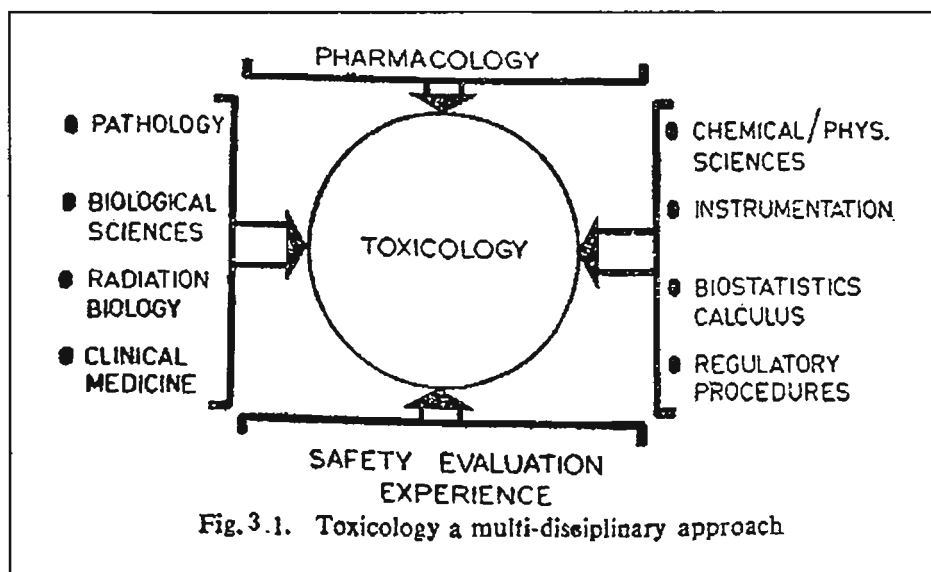 PHARMACOLOGY
PATHOLOGY
BIOLOGICAL
SCIENCES
RADIATION
BIOLOGY
CLINICAL
MEDICINE
TOXICOLOGY
CHEMICAL/PHYS.
SCIENCES
INSTRUMENTATION.
BIOSTATISTICS
CALCULUS
REGULATORY
PROCEDURES
SAFETY EVALUATION
EXPERIENCE
Fig. 3.1. Toxicology a multi-disciplinary approach